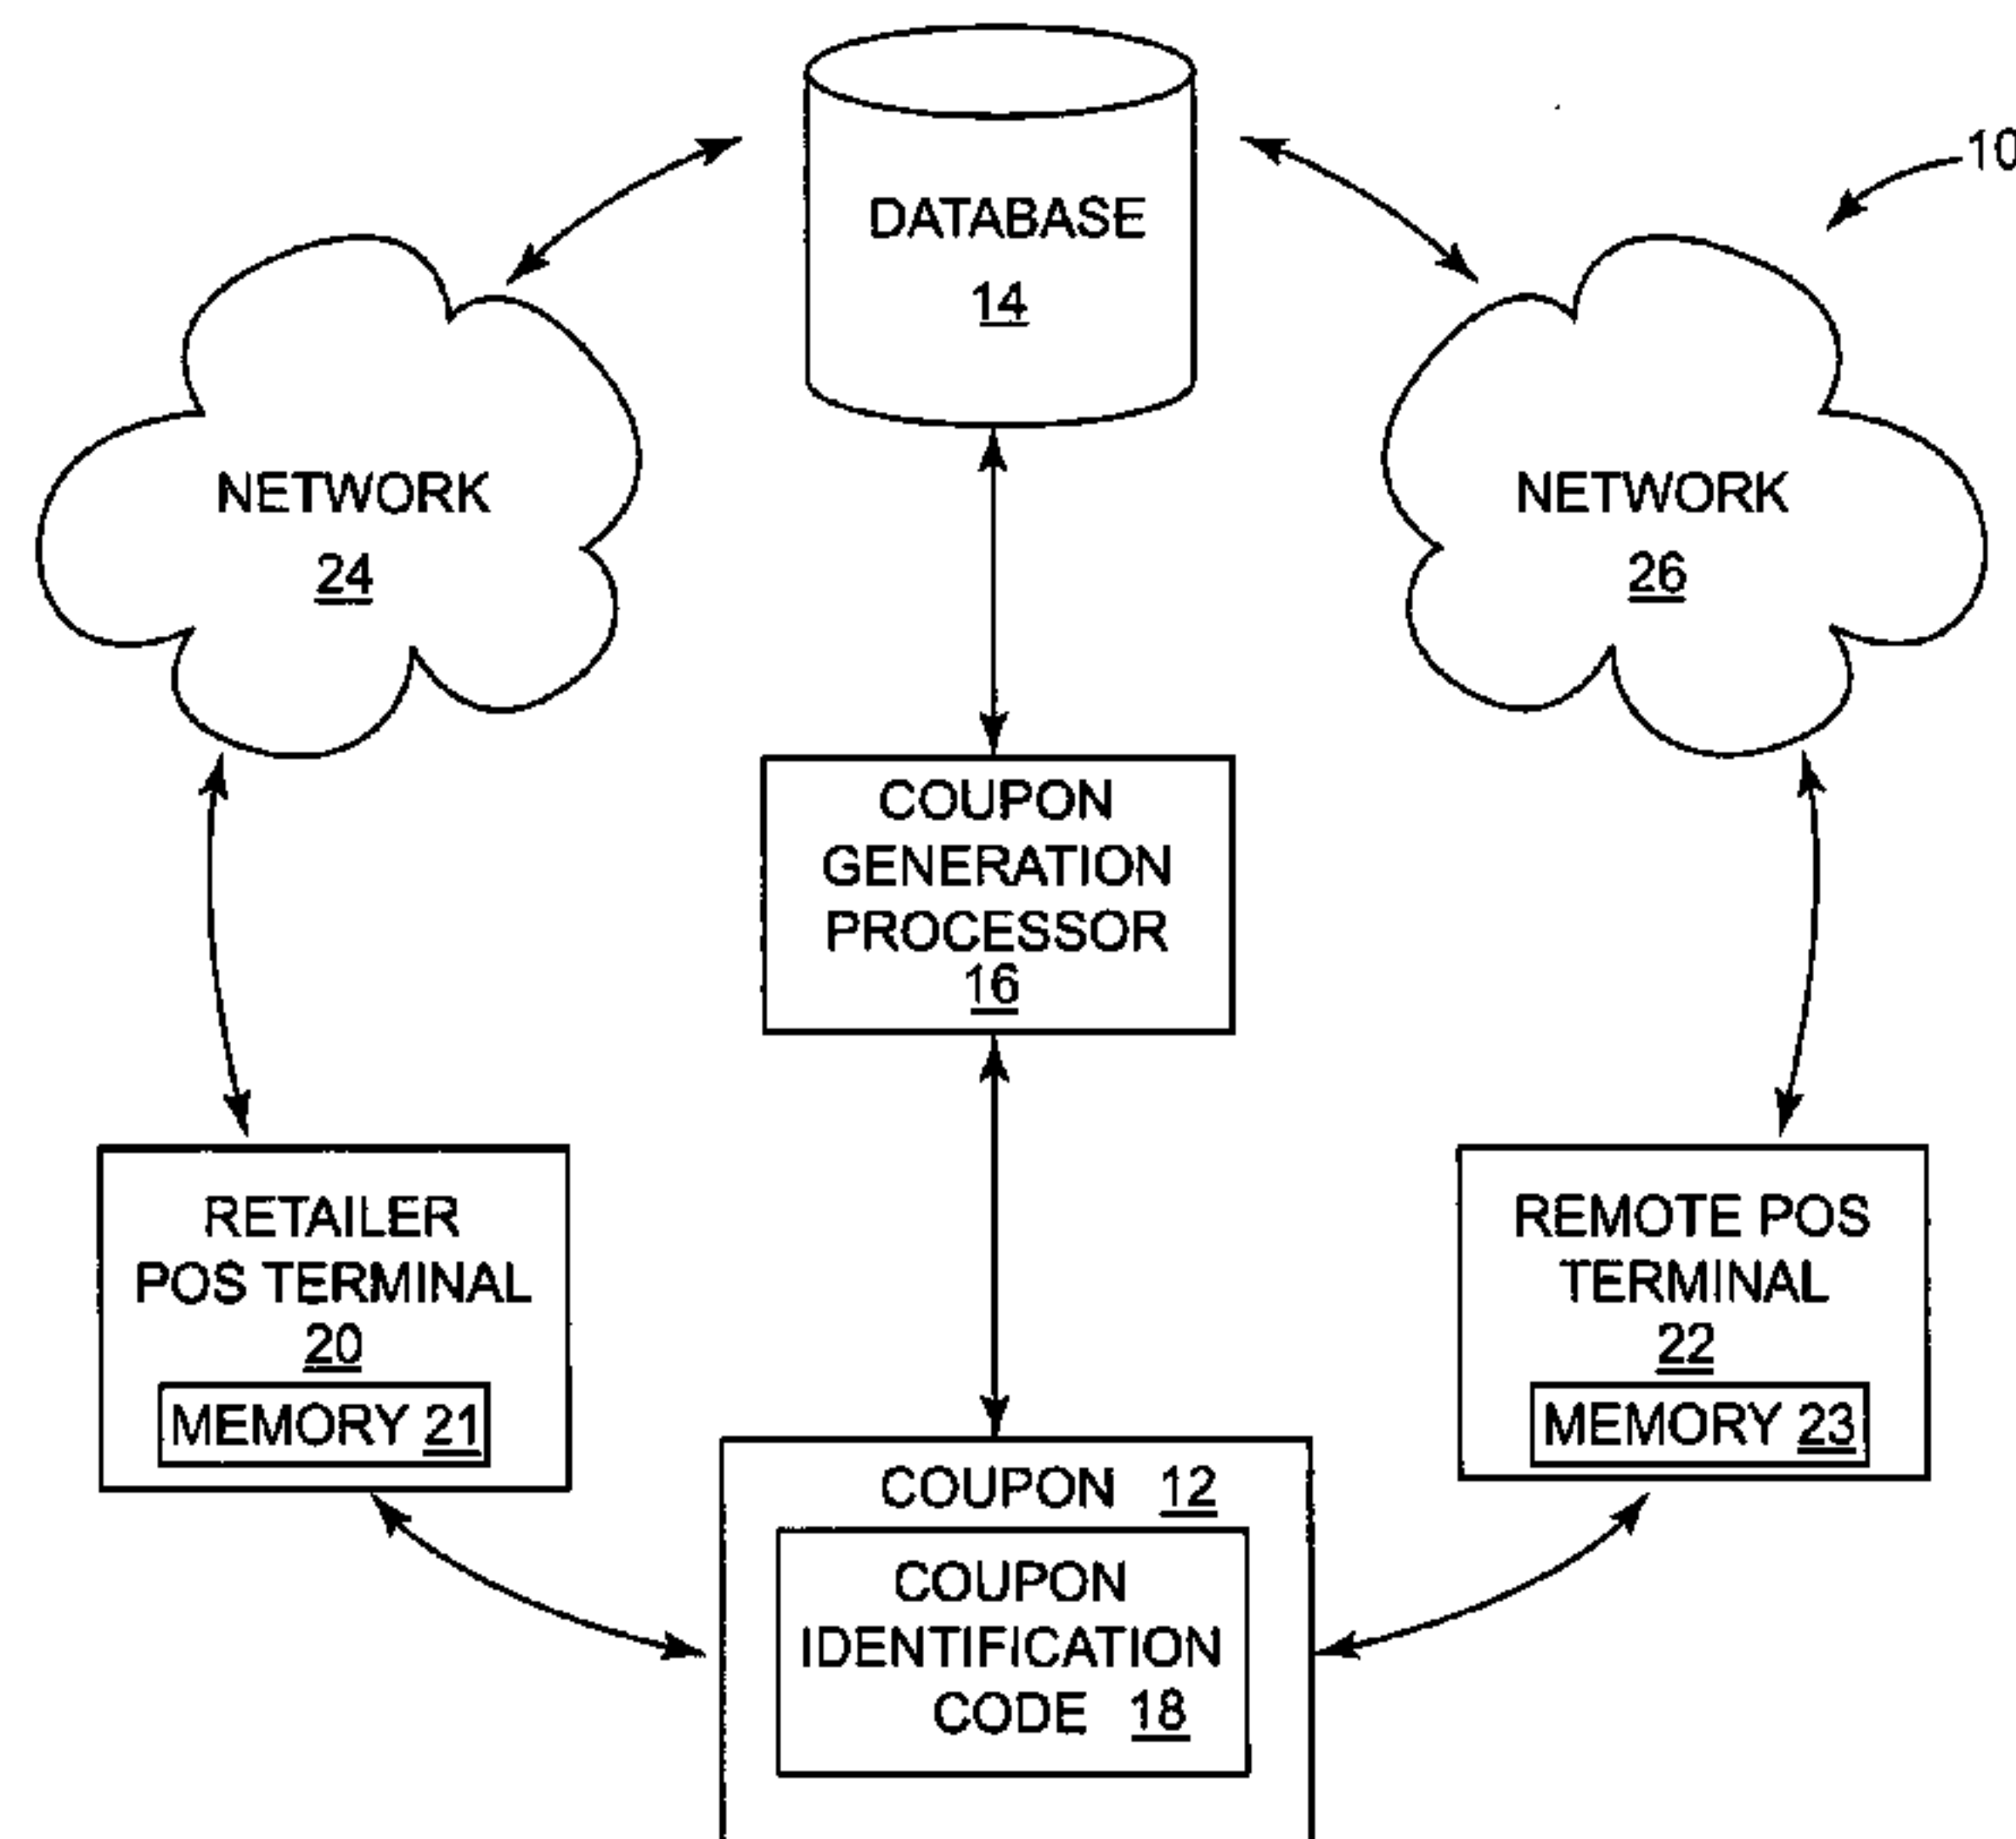 10
DATABASE
14
NETWORK
24
NETWORK
26
COUPON
GENERATION
PROCESSOR
16
RETAILER
POS TERMINAL
20
MEMORY 21
REMOTE POS
TERMINAL
22
MEMORY 23
COUPON 12
COUPON
IDENTIFICATION
CODE 18